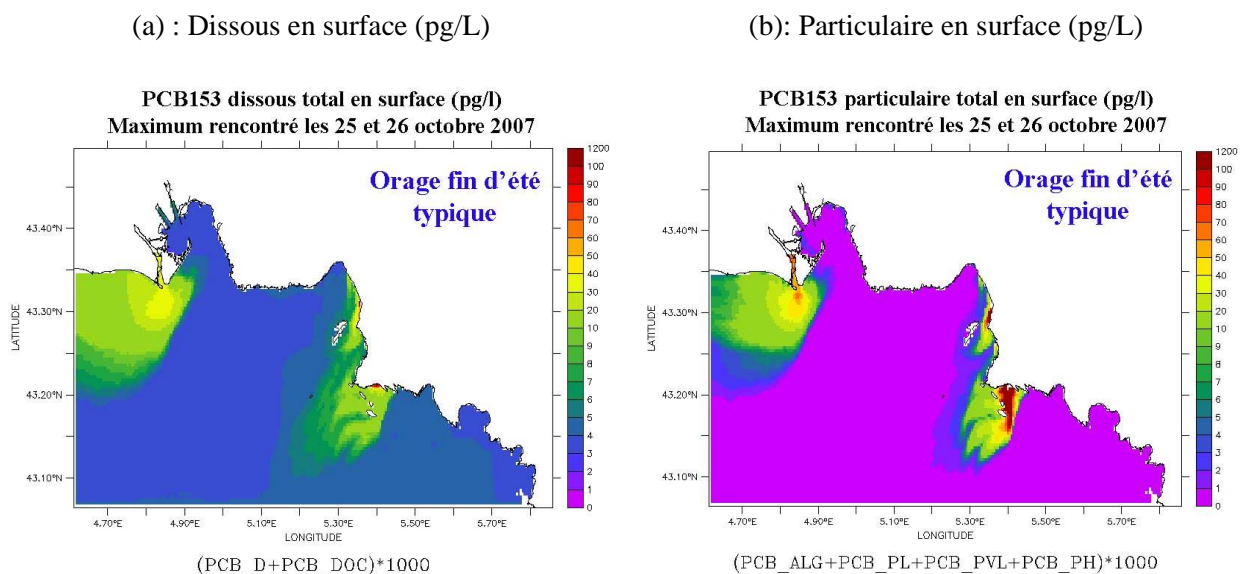 (a) : Dissous en surface (pg/L)
(b): Particulaire en surface (pg/L)
PCB153 dissous total en surface (pg/l)
Maximum rencontré les 25 et 26 octobre 2007
Orage fin d'été
typique
1200
100
90
80
70
60
50
40
30
20
10
9
8
7
6
5
4
3
2
1
0
43.40°N
43.30°N
43.20°N
43.10°N
LATITUDE
4.70°E
4.90°E
5.10°E
5.30°E
5.50°E
5.70°E
LONGITUDE
(PCB_D+PCB_DOC)*1000
PCB153 particulaire total en surface (pg/l)
Maximum rencontré les 25 et 26 octobre 2007
Orage fin d'été
typique
1200
100
90
80
70
60
50
40
30
20
10
9
8
7
6
5
4
3
2
1
0
43.40°N
43.30°N
43.20°N
43.10°N
LATITUDE
4.70°E
4.90°E
5.10°E
5.30°E
5.50°E
5.70°E
LONGITUDE
(PCB_ALG+PCB_PL+PCB_PVL+PCB_PH)*1000